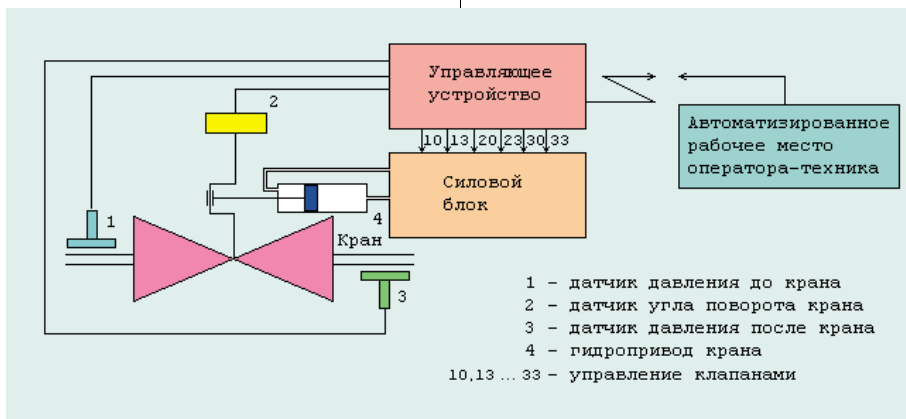 Управляющее
устройство
2
10 13 20 23 30 33
Автоматизированное
рабочее место
оператора-техника
Силовой
блок
4
1
Кран
3
1 - датчик давления до крана
2 - датчик угла поворота крана
3 - датчик давления после крана
4 - гидропривод крана
10,13 ... 33 - управление клапанами